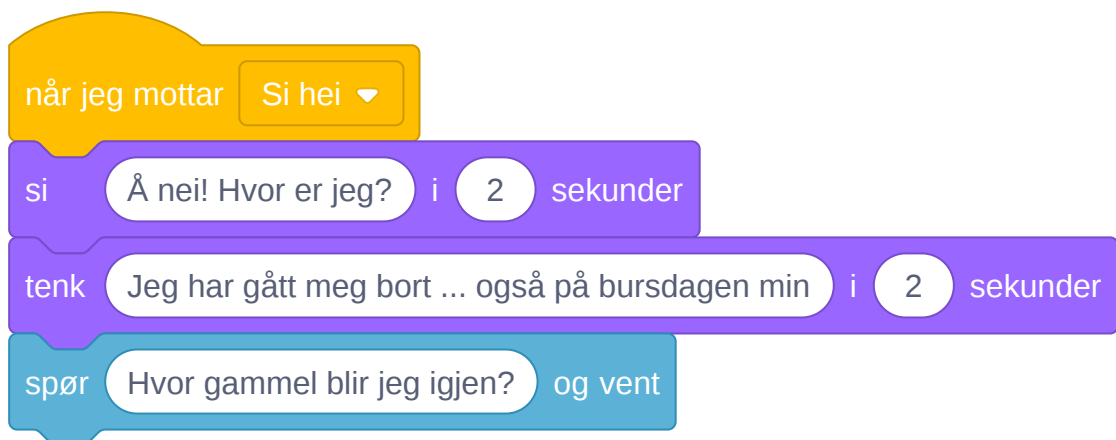 når jeg mottar Si hei
si Å nei! Hvor er jeg? i 2 sekunder
tenk Jeg har gått meg bort ... også på bursdagen min i 2 sekunder
spør Hvor gammel blir jeg igjen? og vent